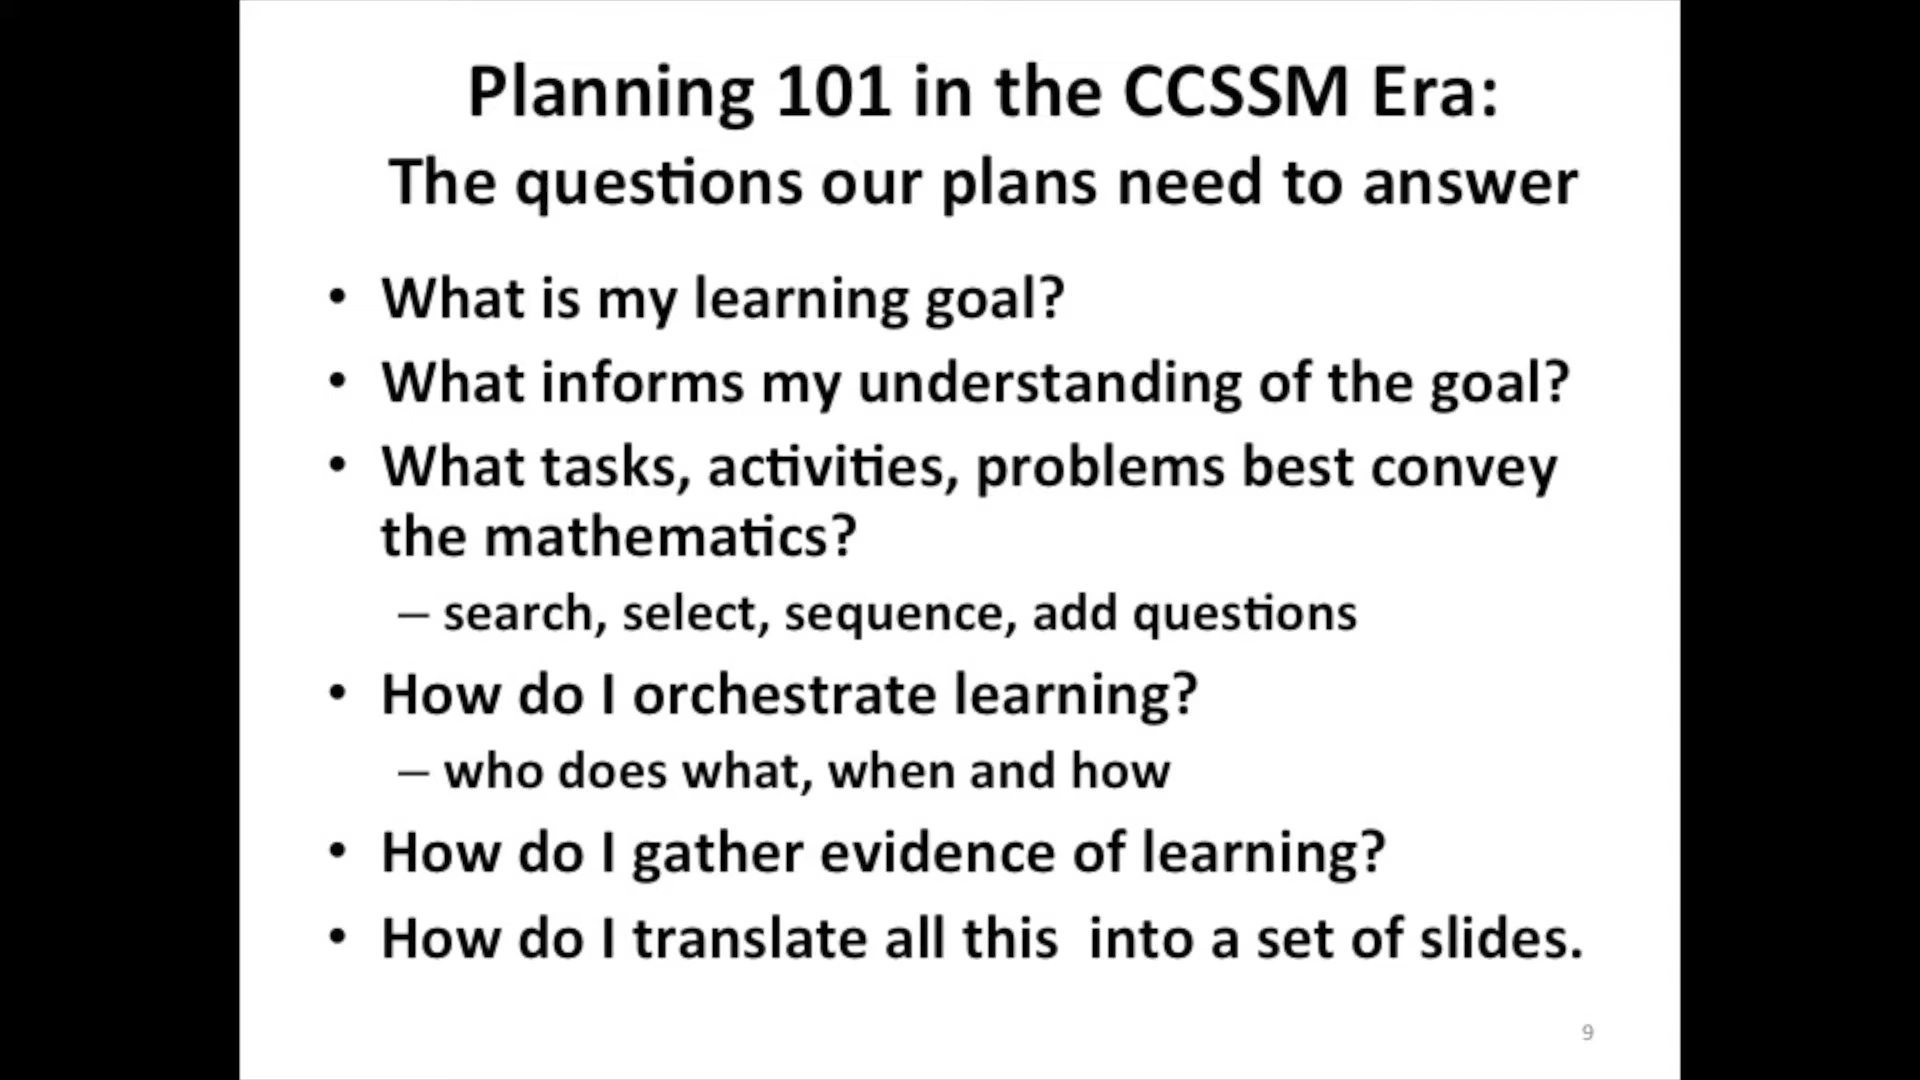 Planning 101 in the CCSSM Era:
The questions our plans need to answer
• What is my learning goal?
• What informs my understanding of the goal?
• What tasks, activities, problems best convey
the mathematics?
– search, select, sequence, add questions
• How do I orchestrate learning?
– who does what, when and how
• How do I gather evidence of learning?
• How do I translate all this  into a set of slides.
9